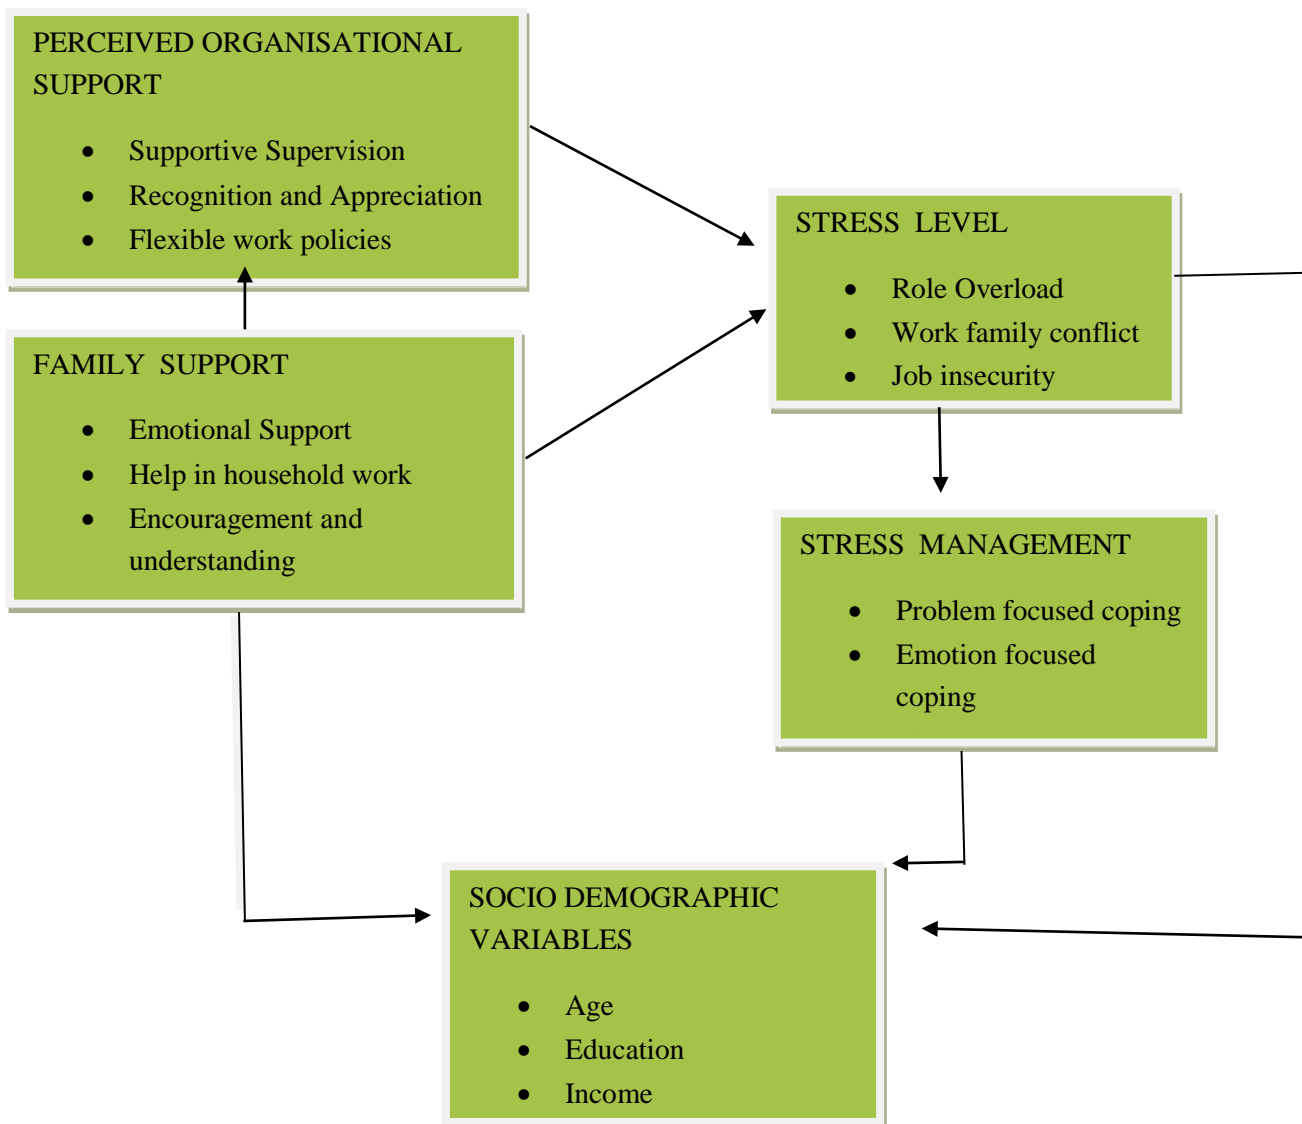 PERCEIVED ORGANISATIONAL
SUPPORT
• Supportive Supervision
• Recognition and Appreciation
• Flexible work policies
FAMILY SUPPORT
• Emotional Support
• Help in household work
• Encouragement and
understanding
STRESS LEVEL
• Role Overload
• Work family conflict
• Job insecurity
STRESS MANAGEMENT
• Problem focused coping
• Emotion focused
coping
SOCIO DEMOGRAPHIC
VARIABLES
• Age
• Education
• Income